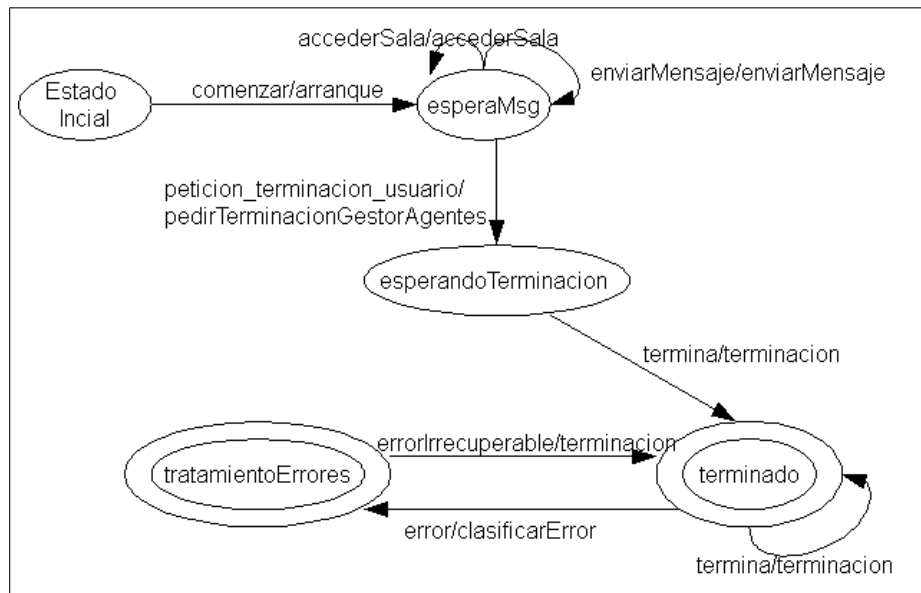 accederSala/accederSala
enviarMensaje/enviarMensaje
Estado
Incial
comenzar/arranque
esperaMsg
peticion_terminacion_usuario/
pedirTerminacionGestorAgentes
esperandoTerminacion
termina/terminacion
errorIrrecuperable/terminacion
tratamientoErrores
terminado
error/clasificarError
termina/terminacion